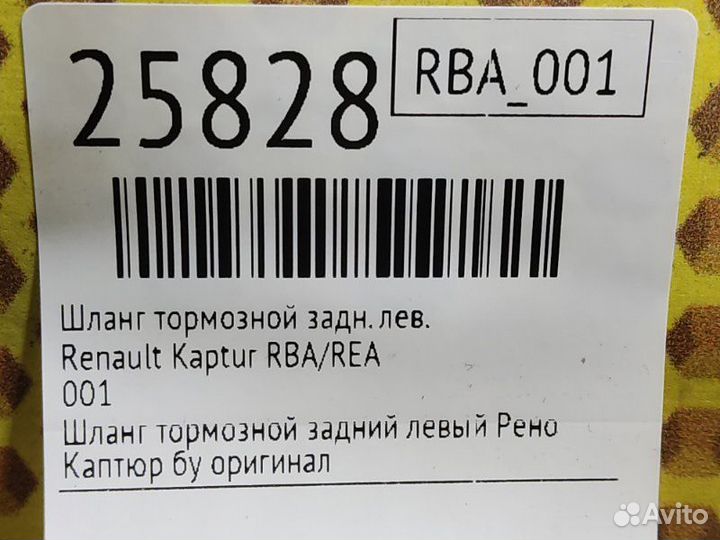 25828
RBA_001
Шланг тормозной задн. лев.
Renault Kaptur RBA/REA
001
Шланг тормозной задний левый Рено
Каптюр бу оригинал
Avito